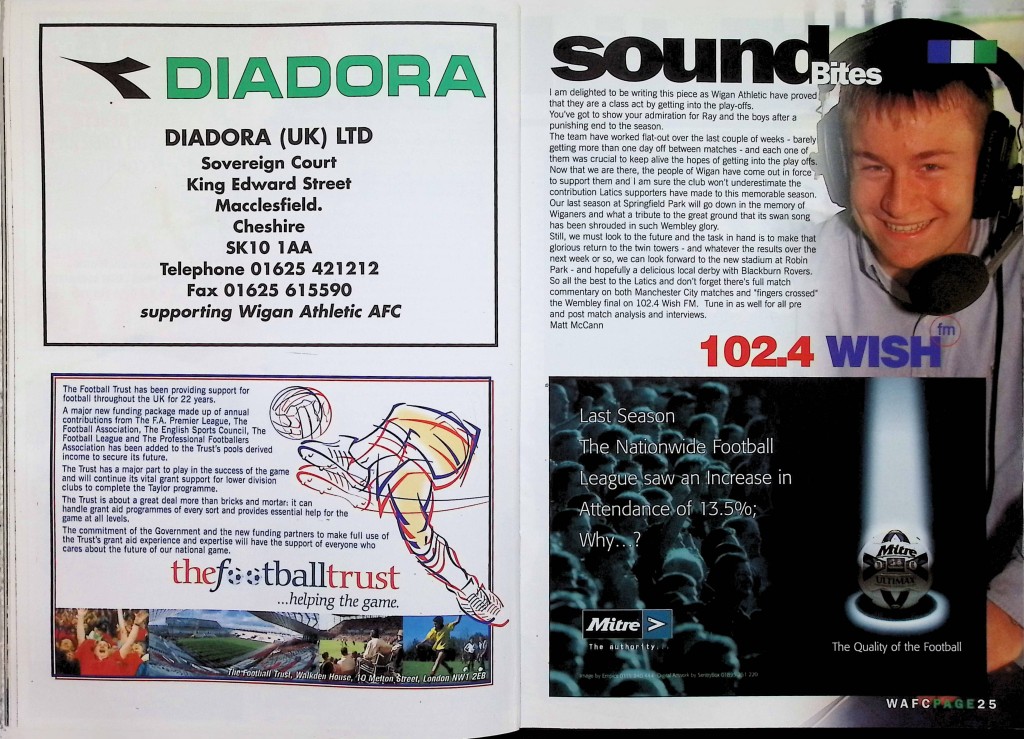 DIADORA
DIADORA (UK) LTD
Sovereign Court
King Edward Street
Macclesfield.
Cheshire
SK10 1AA
Telephone 01625 421212
Fax 01625 615590
supporting Wigan Athletic AFC
The Football Trust has been providing support for
football throughout the UK for 22 years.
A major new funding package made up of annual
contributions from The F.A. Premier League, The
Football Association, The English Sports Council, The
Football League and The Professional Footballers
Association has been added to the Trust's pools derived
income to secure its future.
The Trust has a major part to play in the success of the game
and will continue its vital grant support for lower division
clubs to complete the Taylor programme.
The Trust is about a great deal more than bricks and mortar: it can
handle grant aid programmes of every sort and provides essential help for the
game at all levels.
The commitment of the Government and the new funding partners to make full use of
the Trust's grant aid experience and expertise will have the support of everyone who
cares about the future of our national game.
thefootballtrust
...helping the game.
The Football Trust, Walkden House, 10 Melton Street, London NW1 2EB
sound
Bites
I am delighted to be writing this piece as Wigan Athletic have proved
that they are a class act by getting into the play-offs.
You've got to show your admiration for Ray and the boys after a
punishing end to the season.
The team have worked flat-out over the last couple of weeks - barely
getting more than one day off between matches - and each one of
them was crucial to keep alive the hopes of getting into the play offs.
Now that we are there, the people of Wigan have come out in force
to support them and I am sure the club won't underestimate the
contribution Latics supporters have made to this memorable season.
Our last season at Springfield Park will go down in the memory of
Wiganers and what a tribute to the great ground that its swan song
has been shrouded in such Wembley glory.
Still, we must look to the future and the task in hand is to make that
glorious return to the twin towers - and whatever the results over the
next week or so, we can look forward to the new stadium at Robin
Park - and hopefully a delicious local derby with Blackburn Rovers.
So all the best to the Latics and don't forget there's full match
commentary on both Manchester City matches and "fingers crossed"
the Wembley final on 102.4 Wish FM. Tune in as well for all pre
and post match analysis and interviews.
Matt McCann
fm
102.4 WISH
Last Season
The Nationwide Football
League saw an Increase in
Attendance of 13.5%;
Why...?
Mitre
The authority.
Mitre
ULTIMAX
The Quality of the Football
WAFCPAGE25